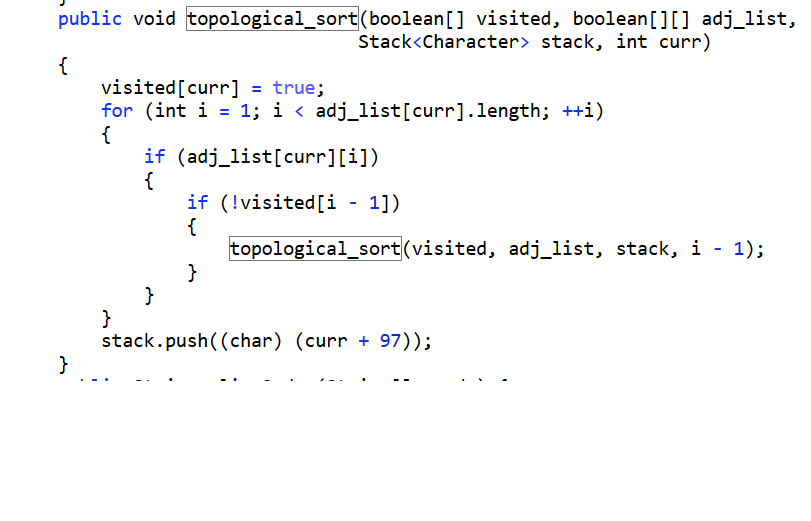 public void topological_sort(boolean[] visited, boolean[][] adj_list,
Stack<Character> stack, int curr)
{
visited[curr] = true;
for (int i = 1; i < adj_list[curr].length; ++i)
{
if (adj_list[curr][i])
{
if (!visited[i - 1])
{
topological_sort(visited, adj_list, stack, i - 1);
}
}
}
stack.push((char) (curr + 97));
}